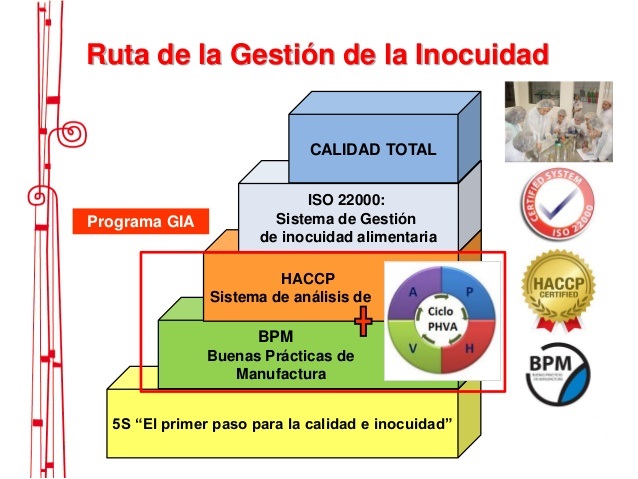 Ruta de la Gestión de la Inocuidad
CALIDAD TOTAL
ISO 22000:
Sistema de Gestión
de inocuidad alimentaria
Programa GIA
HACCP
Sistema de análisis de
BPM
Buenas Prácticas de
Manufactura
5S “El primer paso para la calidad e inocuidad”
A
P
Ciclo
PHVA
V
H
CERTIFIED SYSTEM
ISO 22000
HACCP
CERTIFIED
BPM